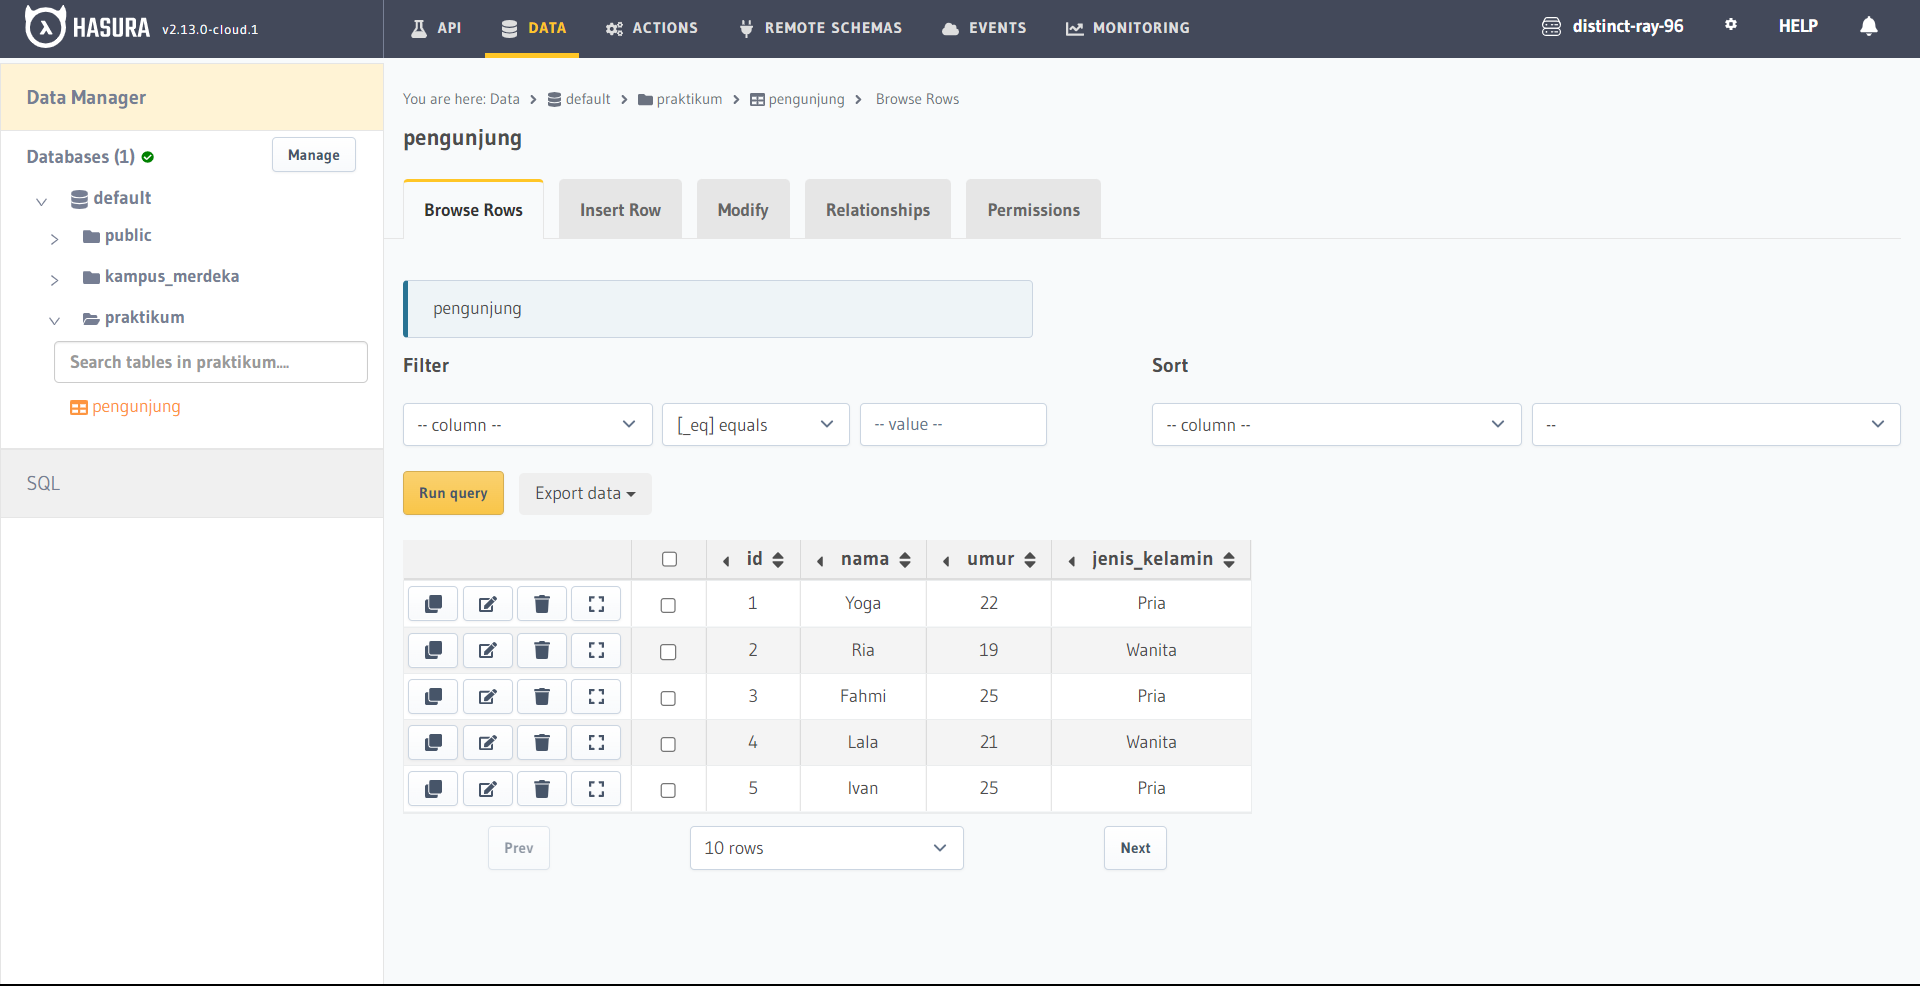 HASURA v2.13.0-cloud.1 API DATA ACTIONS REMOTE SCHEMAS EVENTS MONITORING distinct-ray-96 HELP
Data Manager
Databases (1) Manage
default
public
kampus_merdeka
praktikum
Search tables in praktikum....
pengunjung
SQL
You are here: Data default praktikum pengunjung Browse Rows
pengunjung
Browse Rows Insert Row Modify Relationships Permissions
pengunjung
Filter Sort
-- column -- [_eq] equals -- value -- -- column -- --
Run query Export data
id nama umur jenis_kelamin
1 Yoga 22 Pria
2 Ria 19 Wanita
3 Fahmi 25 Pria
4 Lala 21 Wanita
5 Ivan 25 Pria
Prev 10 rows Next